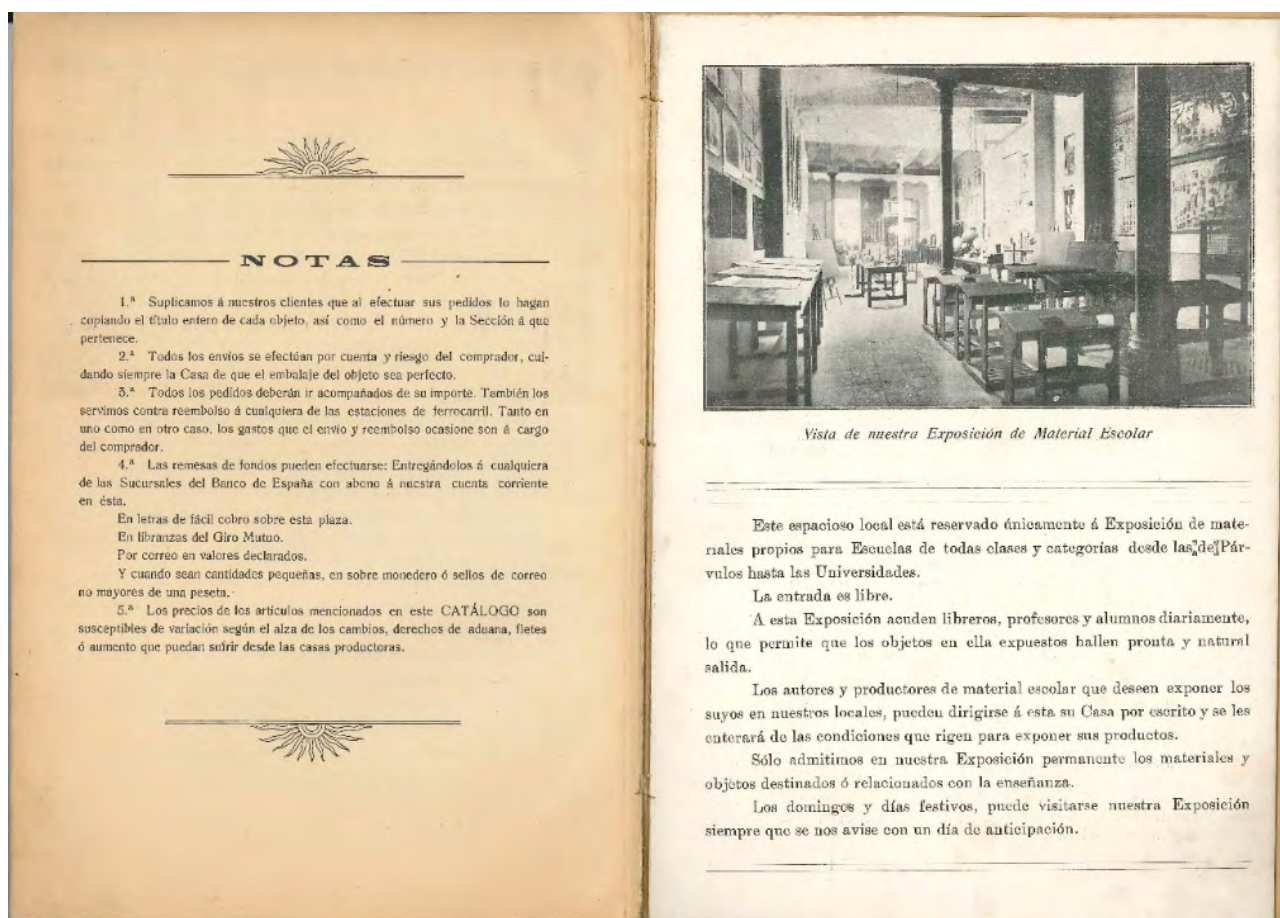 NOTAS
1.ª Suplicamos á nuestros clientes que al efectuar sus pedidos lo hagan
copiando el título entero de cada objeto, así como el número y la Sección á que
pertenece.
2.ª Todos los envíos se efectúan por cuenta y riesgo del comprador, cui-
dando siempre la Casa de que el embalaje del objeto sea perfecto.
3.ª Todos los pedidos deberán ir acompañados de su importe. También los
servimos contra reembolso á cualquiera de las estaciones de ferrocarril. Tanto en
uno como en otro caso, los gastos que el envío y reembolso ocasione son á cargo
del comprador.
4.ª Las remesas de fondos pueden efectuarse: Entregándolos á cualquiera
de las Sucursales del Banco de España con abono á nuestra cuenta corriente
en ésta.
En letras de fácil cobro sobre esta plaza.
En libranzas del Giro Mutuo.
Por correo en valores declarados.
Y cuando sean cantidades pequeñas, en sobre monedero ó sellos de correo
no mayores de una peseta.
5.ª Los precios de los artículos mencionados en este CATÁLOGO son
susceptibles de variación según el alza de los cambios, derechos de aduana, fletes
ó aumento que puedan sufrir desde las casas productoras.
Vista de nuestra Exposición de Material Escolar
Este espacioso local está reservado únicamente á Exposición de mate-
riales propios para Escuelas de todas clases y categorías desde las de Pár-
vulos hasta las Universidades.
La entrada es libre.
A esta Exposición acuden libreros, profesores y alumnos diariamente,
lo que permite que los objetos en ella expuestos hallen pronta y natural
salida.
Los autores y productores de material escolar que deseen exponer los
suyos en nuestros locales, pueden dirigirse á esta su Casa por escrito y se les
enterará de las condiciones que rigen para exponer sus productos.
Sólo admitimos en nuestra Exposición permanente los materiales y
objetos destinados ó relacionados con la enseñanza.
Los domingos y días festivos, puede visitarse nuestra Exposición
siempre que se nos avise con un día de anticipación.